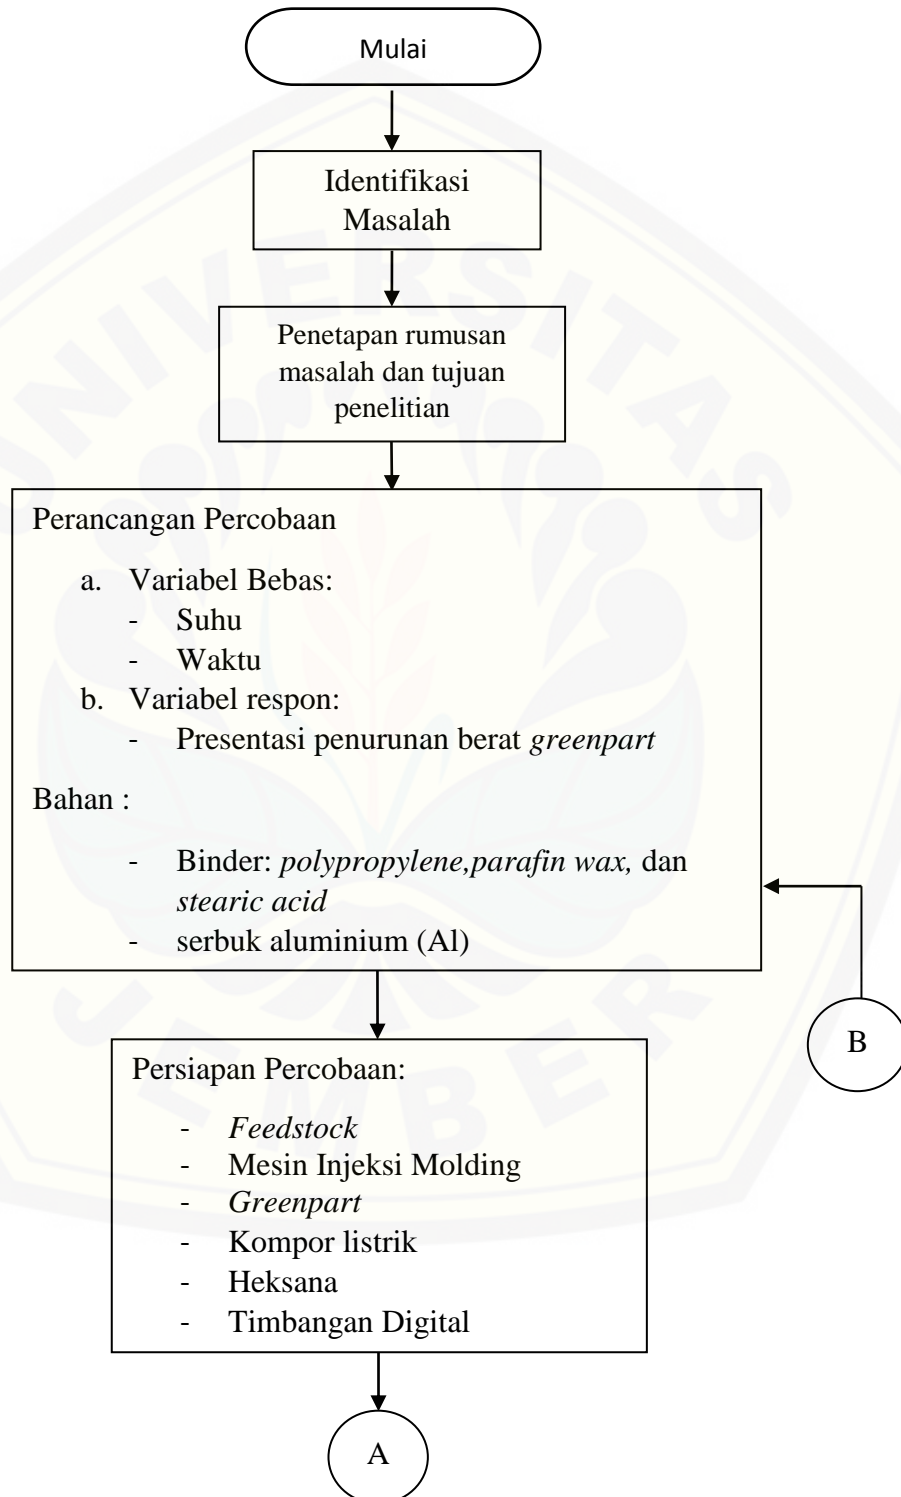 Mulai
Identifikasi
Masalah
Penetapan rumusan
masalah dan tujuan
penelitian
Perancangan Percobaan
a. Variabel Bebas:
- Suhu
- Waktu
b. Variabel respon:
- Presentasi penurunan berat greenpart
Bahan :
- Binder: polypropylene,parafin wax, dan
stearic acid
- serbuk aluminium (Al)
B
Persiapan Percobaan:
- Feedstock
- Mesin Injeksi Molding
- Greenpart
- Kompor listrik
- Heksana
- Timbangan Digital
A
UNIVERSITAS
JEMBER